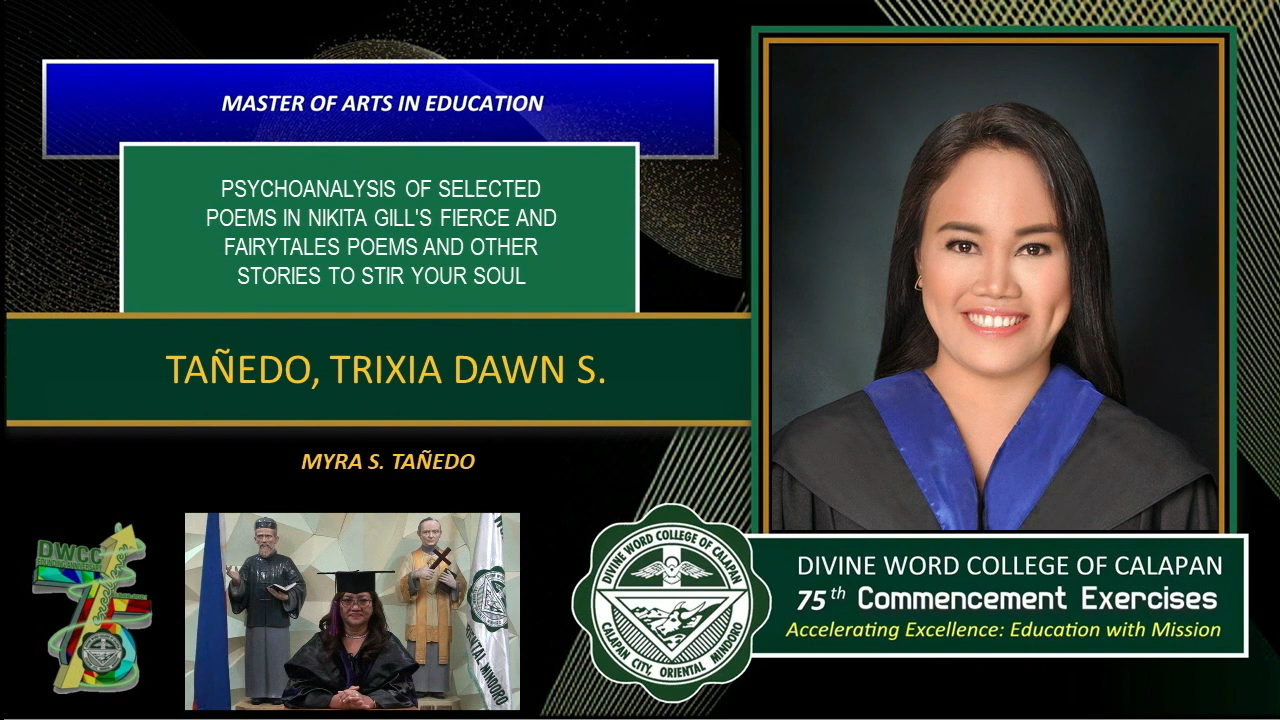 MASTER OF ARTS IN EDUCATION
PSYCHOANALYSIS OF SELECTED
POEMS IN NIKITA GILL'S FIERCE AND
FAIRYTALES POEMS AND OTHER
STORIES TO STIR YOUR SOUL
TAÑEDO, TRIXIA DAWN S.
MYRA S. TAÑEDO
DWCC
DIVINE WORD COLLEGE OF CALAPAN
CALAPAN CITY, ORIENTAL MINDORO
DIVINE WORD COLLEGE OF CALAPAN
75th Commencement Exercises
Accelerating Excellence: Education with Mission